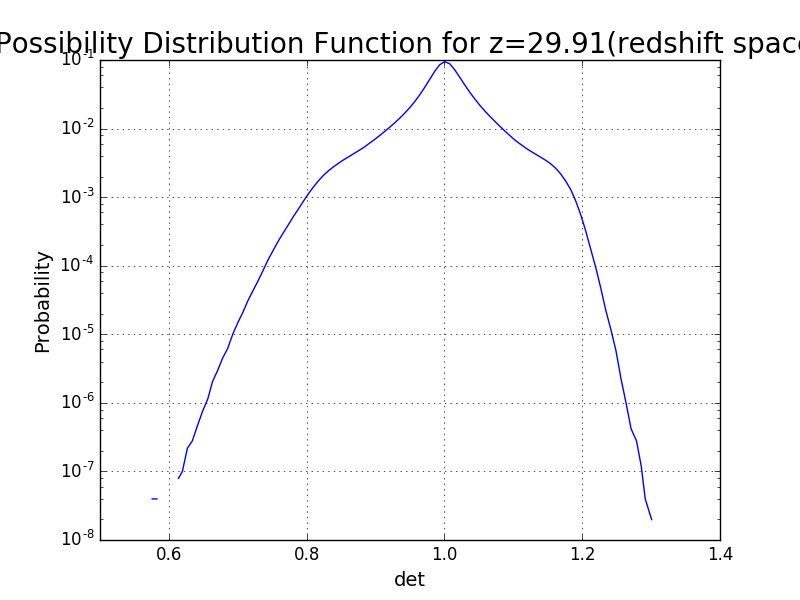 Possibility Distribution Function for z=29.91(redshift space
10^-1
10^-2
10^-3
10^-4
10^-5
10^-6
10^-7
10^-8
Probability
0.6 0.8 1.0 1.2 1.4
det